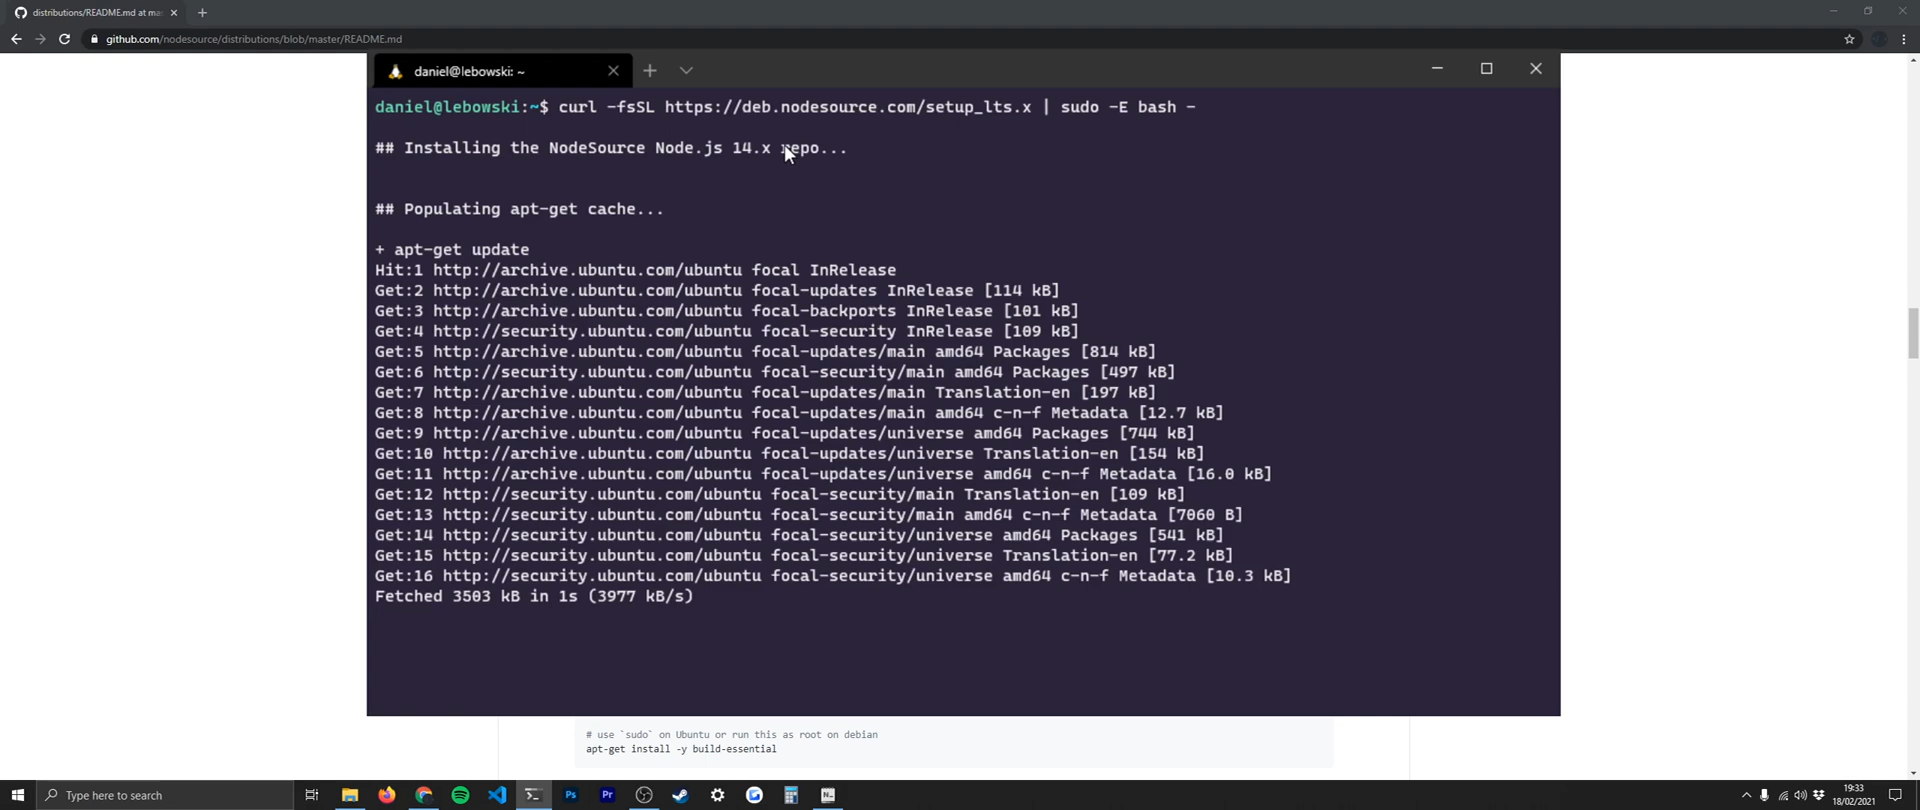 distributions/README.md at ma
github.com/nodesource/distributions/blob/master/README.md
daniel@lebowski: ~
daniel@lebowski:~$ curl -fsSL https://deb.nodesource.com/setup_lts.x | sudo -E bash -
## Installing the NodeSource Node.js 14.x repo...
## Populating apt-get cache...
+ apt-get update
Hit:1 http://archive.ubuntu.com/ubuntu focal InRelease
Get:2 http://archive.ubuntu.com/ubuntu focal-updates InRelease [114 kB]
Get:3 http://archive.ubuntu.com/ubuntu focal-backports InRelease [101 kB]
Get:4 http://security.ubuntu.com/ubuntu focal-security InRelease [109 kB]
Get:5 http://archive.ubuntu.com/ubuntu focal-updates/main amd64 Packages [814 kB]
Get:6 http://security.ubuntu.com/ubuntu focal-security/main amd64 Packages [497 kB]
Get:7 http://archive.ubuntu.com/ubuntu focal-updates/main Translation-en [197 kB]
Get:8 http://archive.ubuntu.com/ubuntu focal-updates/main amd64 c-n-f Metadata [12.7 kB]
Get:9 http://archive.ubuntu.com/ubuntu focal-updates/universe amd64 Packages [744 kB]
Get:10 http://archive.ubuntu.com/ubuntu focal-updates/universe Translation-en [154 kB]
Get:11 http://archive.ubuntu.com/ubuntu focal-updates/universe amd64 c-n-f Metadata [16.0 kB]
Get:12 http://security.ubuntu.com/ubuntu focal-security/main Translation-en [109 kB]
Get:13 http://security.ubuntu.com/ubuntu focal-security/main amd64 c-n-f Metadata [7060 B]
Get:14 http://security.ubuntu.com/ubuntu focal-security/universe amd64 Packages [541 kB]
Get:15 http://security.ubuntu.com/ubuntu focal-security/universe Translation-en [77.2 kB]
Get:16 http://security.ubuntu.com/ubuntu focal-security/universe amd64 c-n-f Metadata [10.3 kB]
Fetched 3503 kB in 1s (3977 kB/s)
# use `sudo` on Ubuntu or run this as root on debian
apt-get install -y build-essential
Type here to search
Ps
Pr
19:33
18/02/2021